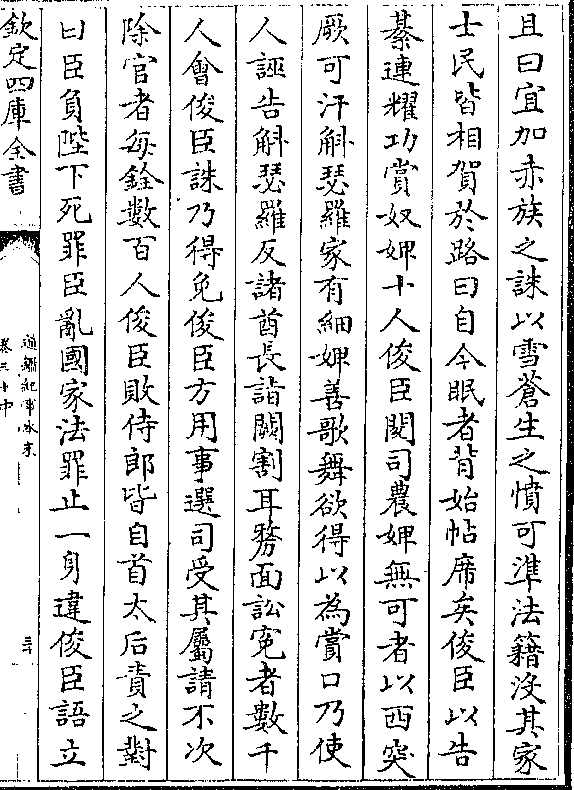 且曰宜加赤族之誅以雪蒼生之憤可準法籍沒其家
士民皆相賀於路曰自今眠者背始帖席矣俊臣以告
綦連耀功賞奴婢十人俊臣閱司農婢無可者以西突
厥可汗斛瑟羅家有細婢善歌舞欲得以為賞口乃使
人誣告斛瑟羅反諸酋長詣闕割耳剺面訟寃者數千
人㑹俊臣誅乃得免俊臣方用事選司受其屬請不次
除官者每銓數百人俊臣敗侍郎皆自首太后責之對
曰臣負陛下死罪臣亂國家法罪止一身違俊臣語立
欽定四庫全書
通鑑紀事本末
卷三十中